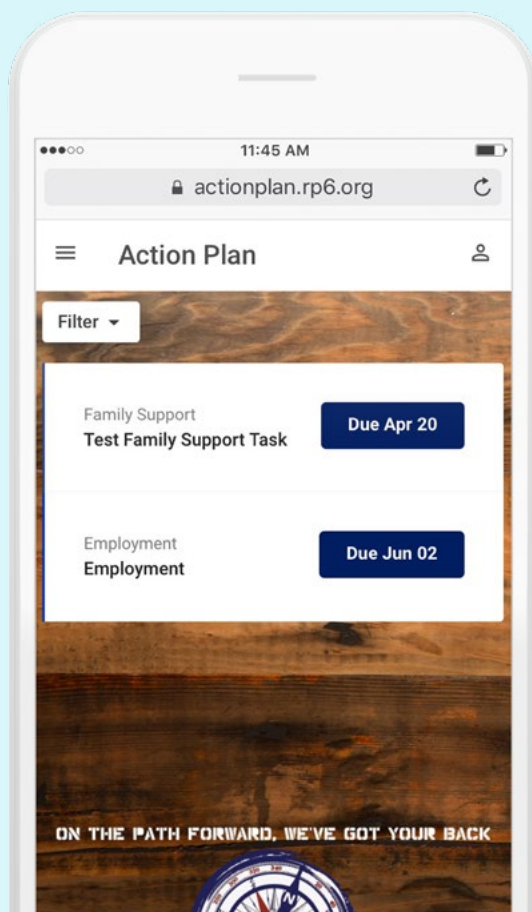 11:45 AM
actionplan.rp6.org
Action Plan
Filter
Family Support
Test Family Support Task
Due Apr 20
Employment
Employment
Due Jun 02
ON THE PATH FORWARD, WE'VE GOT YOUR BACK
N